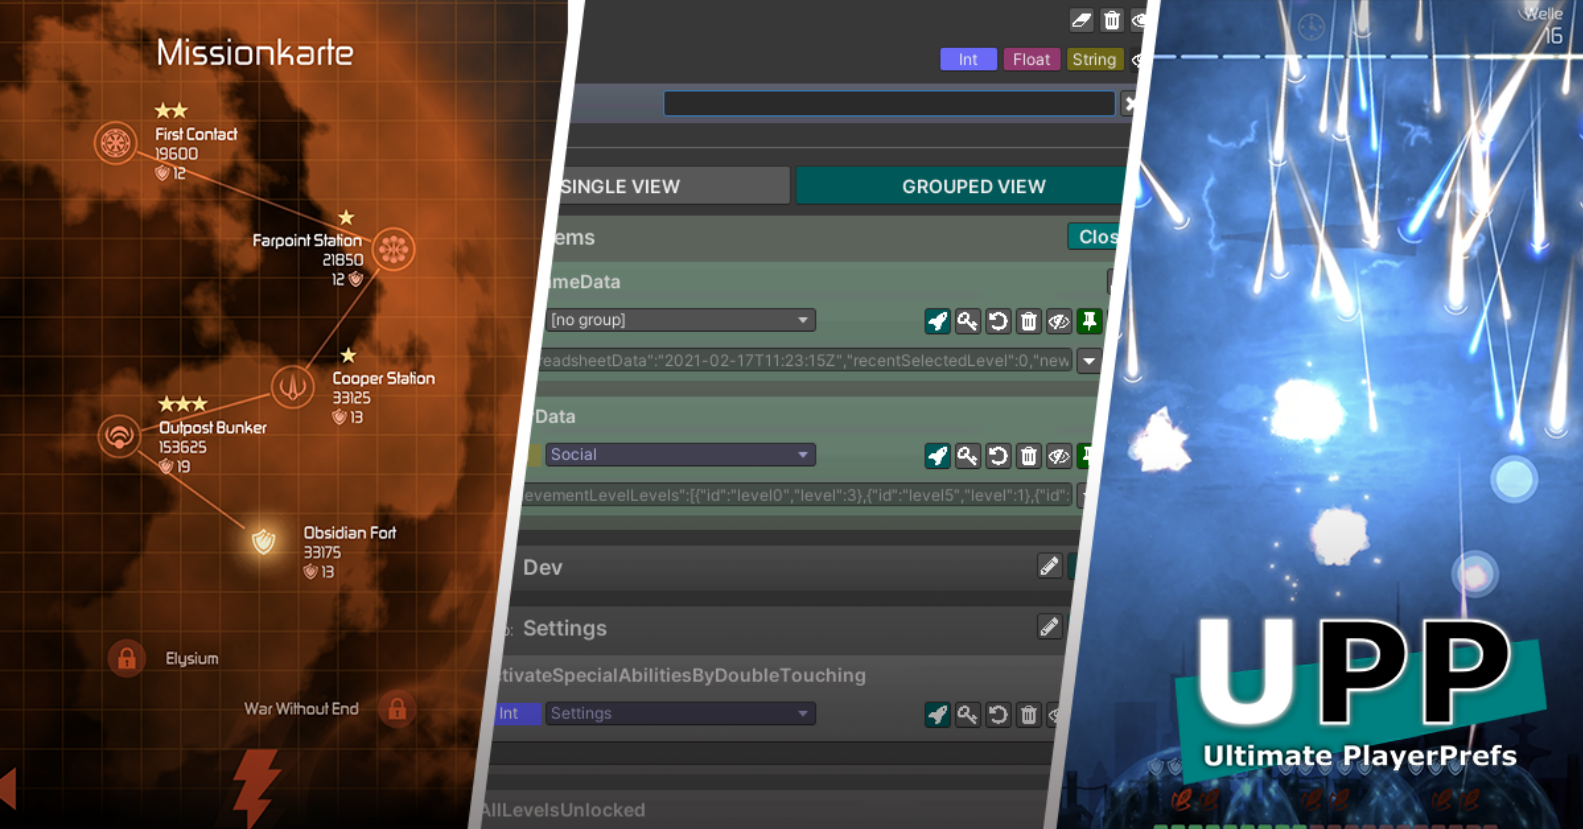 Missionkarte
First Contact
19600
12
Farpoint Station
21850
12
Cooper Station
33125
13
Outpost Bunker
153625
19
Obsidian Fort
33175
13
Elysium
War Without End
Int Float String
SINGLE VIEW GROUPED VIEW
ems Clos
meData
[no group]
readsheetData":"2021-02-17T11:23:15Z","recentSelectedLevel":0,"new
Data
Social
evementLevelLevels":[{"id":"level0","level":3},{"id":"level5","level":1},{"id":
Dev
Settings
tivateSpecialAbilitiesByDoubleTouching
Int Settings
AllLevelsUnlocked
Welle
16
UPP
Ultimate PlayerPrefs